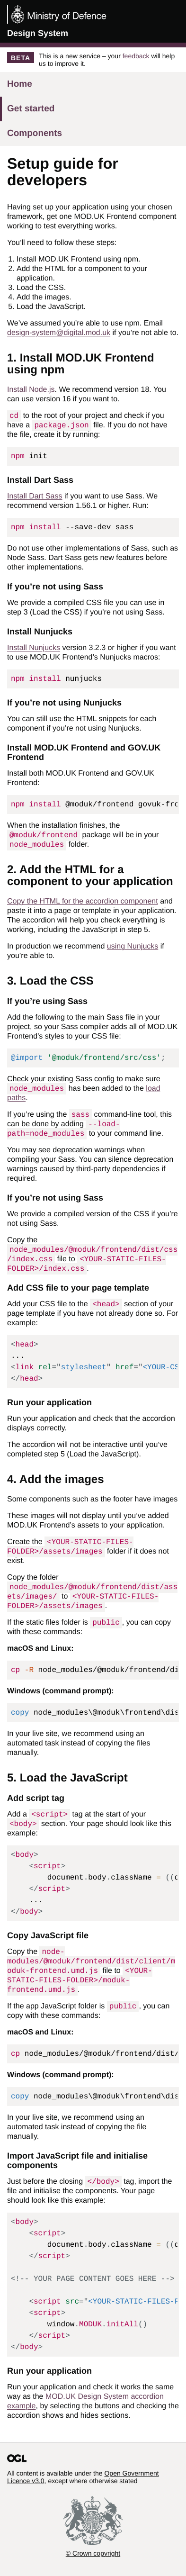 Ministry of Defence
Design System
BETA This is a new service – your feedback will help
us to improve it.
Home
Get started
Components
Setup guide for
developers
Having set up your application using your chosen
framework, get one MOD.UK Frontend component
working to test everything works.
You’ll need to follow these steps:
1. Install MOD.UK Frontend using npm.
2. Add the HTML for a component to your
application.
3. Load the CSS.
4. Add the images.
5. Load the JavaScript.
We’ve assumed you’re able to use npm. Email
design-system@digital.mod.uk if you’re not able to.
1. Install MOD.UK Frontend
using npm
Install Node.js. We recommend version 18. You
can use version 16 if you want to.
cd to the root of your project and check if you
have a package.json file. If you do not have
the file, create it by running:
npm init
Install Dart Sass
Install Dart Sass if you want to use Sass. We
recommend version 1.56.1 or higher. Run:
npm install --save-dev sass
Do not use other implementations of Sass, such as
Node Sass. Dart Sass gets new features before
other implementations.
If you’re not using Sass
We provide a compiled CSS file you can use in
step 3 (Load the CSS) if you’re not using Sass.
Install Nunjucks
Install Nunjucks version 3.2.3 or higher if you want
to use MOD.UK Frontend's Nunjucks macros:
npm install nunjucks
If you’re not using Nunjucks
You can still use the HTML snippets for each
component if you’re not using Nunjucks.
Install MOD.UK Frontend and GOV.UK
Frontend
Install both MOD.UK Frontend and GOV.UK
Frontend:
npm install @moduk/frontend govuk-fro
When the installation finishes, the
@moduk/frontend package will be in your
node_modules folder.
2. Add the HTML for a
component to your application
Copy the HTML for the accordion component and
paste it into a page or template in your application.
The accordion will help you check everything is
working, including the JavaScript in step 5.
In production we recommend using Nunjucks if
you’re able to.
3. Load the CSS
If you’re using Sass
Add the following to the main Sass file in your
project, so your Sass compiler adds all of MOD.UK
Frontend’s styles to your CSS file:
@import '@moduk/frontend/src/css';
Check your existing Sass config to make sure
node_modules has been added to the load
paths.
If you’re using the sass command-line tool, this
can be done by adding --load-
path=node_modules to your command line.
You may see deprecation warnings when
compiling your Sass. You can silence deprecation
warnings caused by third-party dependencies if
required.
If you’re not using Sass
We provide a compiled version of the CSS if you’re
not using Sass.
Copy the
node_modules/@moduk/frontend/dist/css
/index.css file to <YOUR-STATIC-FILES-
FOLDER>/index.css .
Add CSS file to your page template
Add your CSS file to the <head> section of your
page template if you have not already done so. For
example:
<head>
...
<link rel="stylesheet" href="<YOUR-CS
</head>
Run your application
Run your application and check that the accordion
displays correctly.
The accordion will not be interactive until you’ve
completed step 5 (Load the JavaScript).
4. Add the images
Some components such as the footer have images.
These images will not display until you’ve added
MOD.UK Frontend’s assets to your application.
Create the <YOUR-STATIC-FILES-
FOLDER>/assets/images folder if it does not
exist.
Copy the folder
node_modules/@moduk/frontend/dist/ass
ets/images/ to <YOUR-STATIC-FILES-
FOLDER>/assets/images .
If the static files folder is public , you can copy
with these commands:
macOS and Linux:
cp -R node_modules/@moduk/frontend/di
Windows (command prompt):
copy node_modules\@moduk\frontend\dis
In your live site, we recommend using an
automated task instead of copying the files
manually.
5. Load the JavaScript
Add script tag
Add a <script> tag at the start of your
<body> section. Your page should look like this
example:
<body>
<script>
document.body.className = ((d
</script>
...
</body>
Copy JavaScript file
Copy the node-
modules/@moduk/frontend/dist/client/m
oduk-frontend.umd.js file to <YOUR-
STATIC-FILES-FOLDER>/moduk-
frontend.umd.js .
If the app JavaScript folder is public , you can
copy with these commands:
macOS and Linux:
cp node_modules/@moduk/frontend/dist/
Windows (command prompt):
copy node_modules\@moduk\frontend\dis
In your live site, we recommend using an
automated task instead of copying the file
manually.
Import JavaScript file and initialise
components
Just before the closing </body> tag, import the
file and initialise the components. Your page
should look like this example:
<body>
<script>
document.body.className = ((d
</script>
<!-- YOUR PAGE CONTENT GOES HERE -->
<script src="<YOUR-STATIC-FILES-F
<script>
window.MODUK.initAll()
</script>
</body>
Run your application
Run your application and check it works the same
way as the MOD.UK Design System accordion
example, by selecting the buttons and checking the
accordion shows and hides sections.
OGL
All content is available under the Open Government
Licence v3.0, except where otherwise stated
© Crown copyright